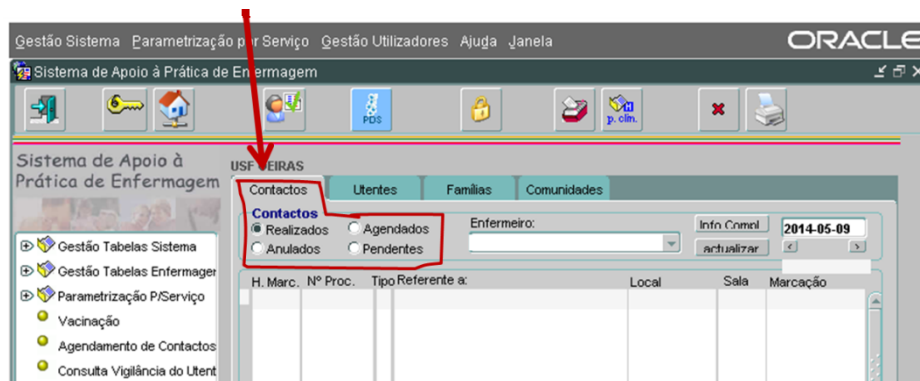 Gestão Sistema Parametrização por Serviço Gestão Utilizadores Ajuda Janela
ORACLE
Sistema de Apoio à Prática de Enfermagem
PDS
p. clin.
Sistema de Apoio à
Prática de Enfermagem
Gestão Tabelas Sistema
Gestão Tabelas Enfermager
Parametrização P/Serviço
Vacinação
Agendamento de Contactos
Consulta Vigilância do Utent
USF OEIRAS
Contactos Utentes Famílias Comunidades
Contactos
Realizados Agendados
Anulados Pendentes
Enfermeiro:
Info Compl
actualizar
2014-05-09
H. Marc. Nº Proc. Tipo Referente a: Local Sala Marcação